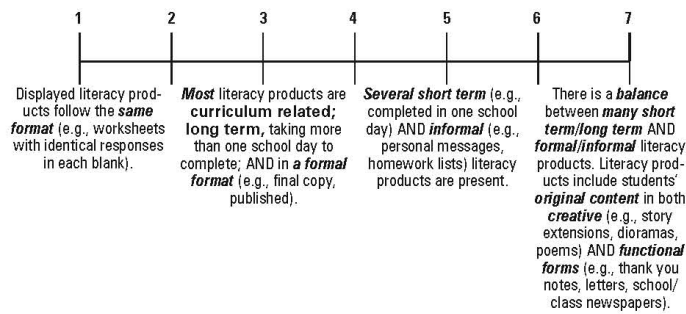 1 2 3 4 5 6 7
Displayed literacy prod-
ucts follow the same
format (e.g., worksheets
with identical responses
in each blank).
Most literacy products are
curriculum related;
long term, taking more
than one school day to
complete; AND in a formal
format (e.g., final copy,
published).
Several short term (e.g.,
completed in one school
day) AND informal (e.g.,
personal messages,
homework lists) literacy
products are present.
There is a balance
between many short
term/long term AND
formal/informal literacy
products. Literacy prod-
ucts include students‘
original content in both
creative (e.g., story
extensions, dioramas,
poems) AND functional
forms (e.g., thank you
notes, letters, school/
class newspapers).